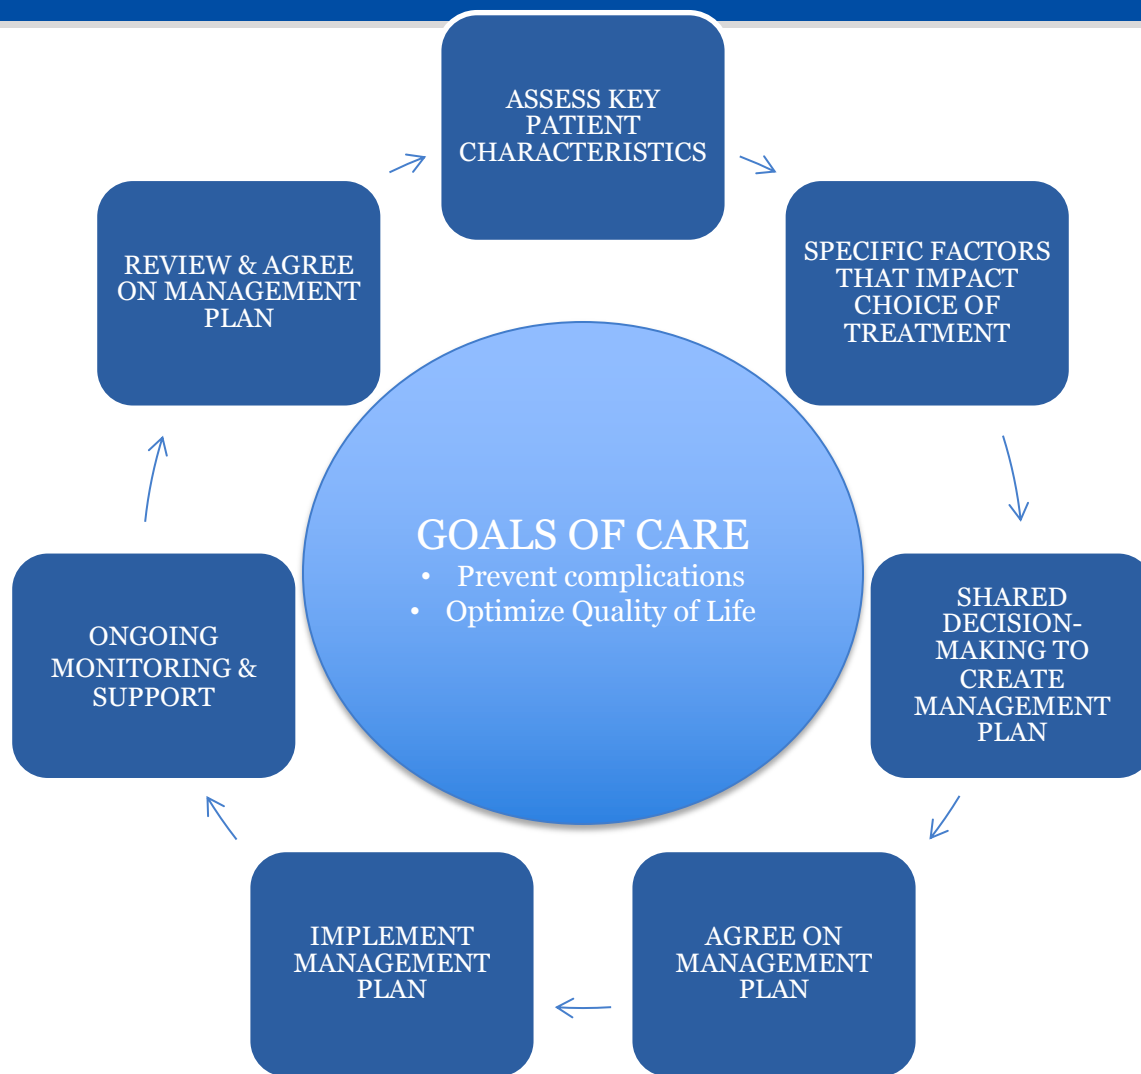 ASSESS KEY
PATIENT
CHARACTERISTICS
SPECIFIC FACTORS
THAT IMPACT
CHOICE OF
TREATMENT
SHARED
DECISION-
MAKING TO
CREATE
MANAGEMENT
PLAN
AGREE ON
MANAGEMENT
PLAN
IMPLEMENT
MANAGEMENT
PLAN
ONGOING
MONITORING &
SUPPORT
REVIEW & AGREE
ON MANAGEMENT
PLAN
GOALS OF CARE
• Prevent complications
• Optimize Quality of Life